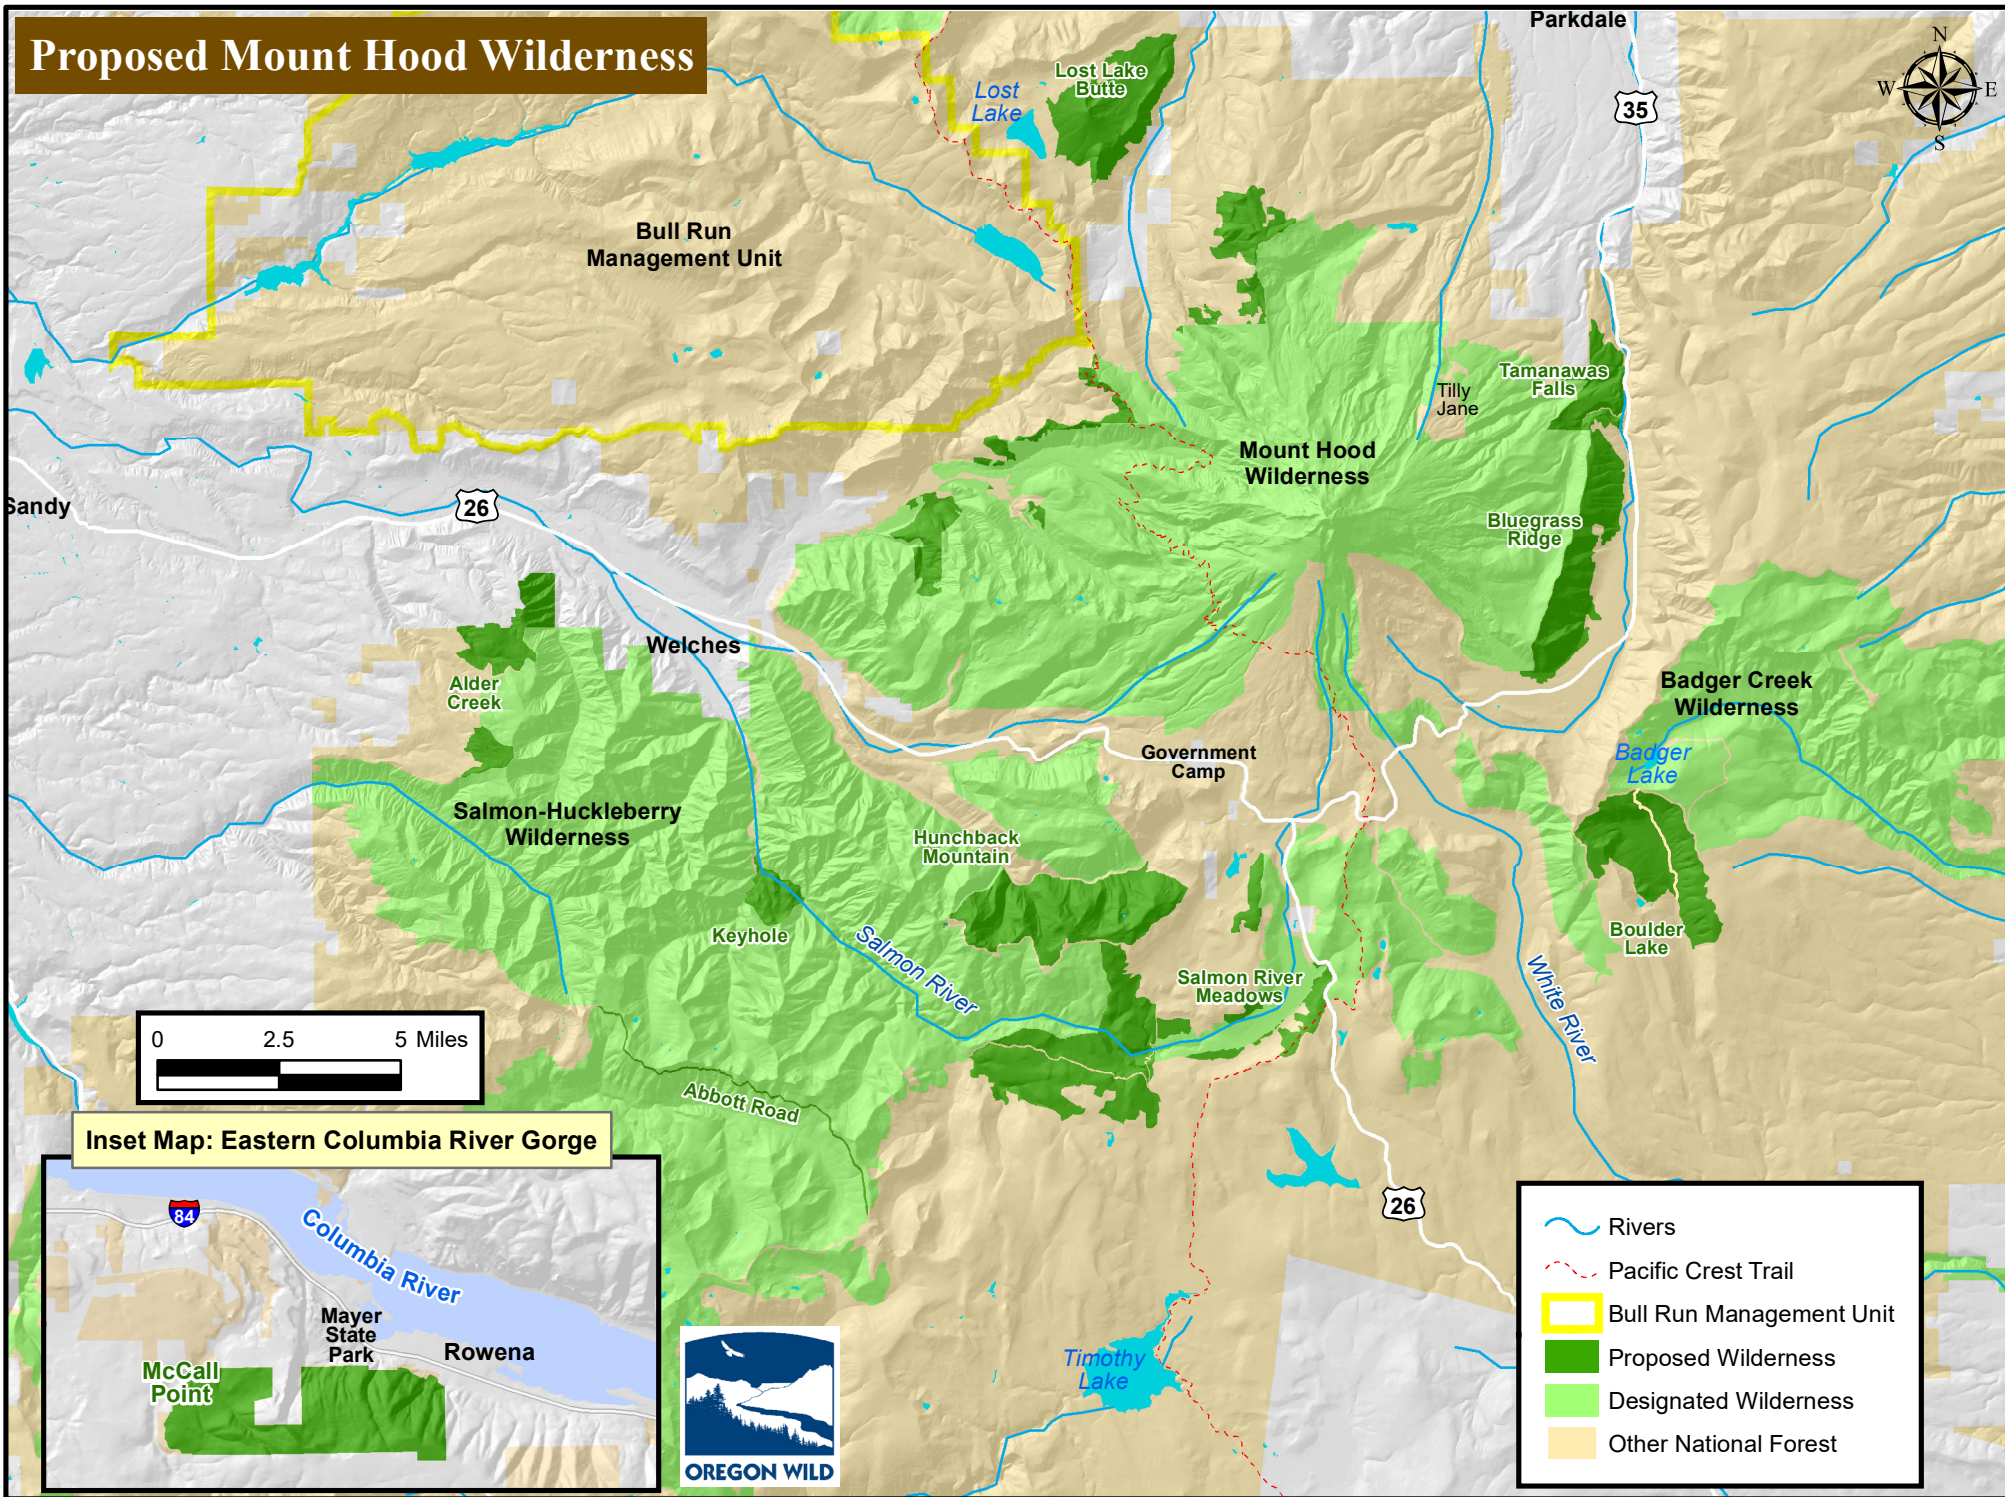 Proposed Mount Hood Wilderness
Parkdale
N
W
E
S
35
Lost Lake
Butte
Lost
Lake
Bull Run
Management Unit
Tamanawas
Falls
Tilly
Jane
Mount Hood
Wilderness
Sandy
26
Bluegrass
Ridge
Welches
Alder
Creek
Badger Creek
Wilderness
Badger
Lake
Government
Camp
Salmon-Huckleberry
Wilderness
Hunchback
Mountain
Keyhole
Salmon River
Boulder
Lake
Salmon River
Meadows
White River
0 2.5 5 Miles
Abbott Road
Inset Map: Eastern Columbia River Gorge
84
Columbia River
Mayer
State
Park
Rowena
McCall
Point
26
Timothy
Lake
OREGON WILD
Rivers
Pacific Crest Trail
Bull Run Management Unit
Proposed Wilderness
Designated Wilderness
Other National Forest